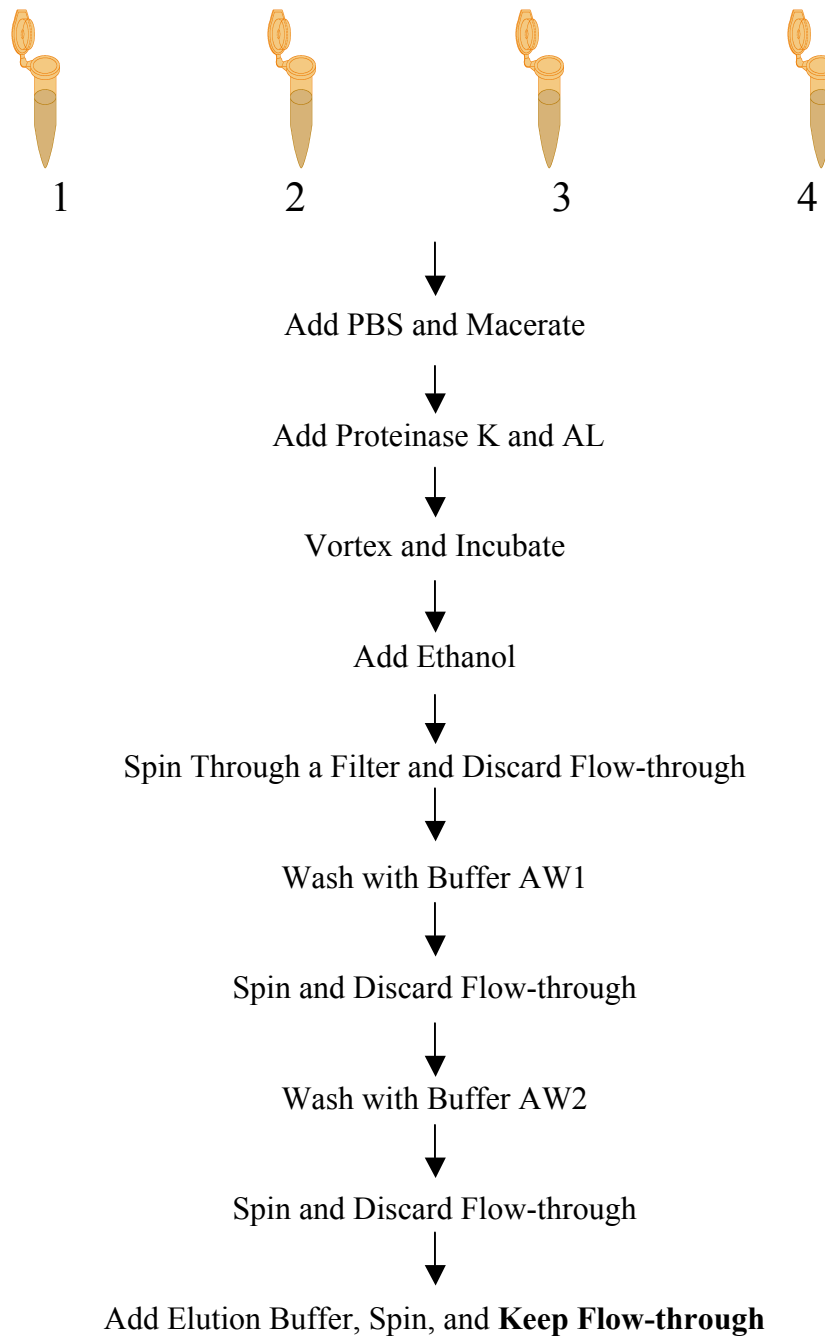 1 2 3 4
Add PBS and Macerate
Add Proteinase K and AL
Vortex and Incubate
Add Ethanol
Spin Through a Filter and Discard Flow-through
Wash with Buffer AW1
Spin and Discard Flow-through
Wash with Buffer AW2
Spin and Discard Flow-through
Add Elution Buffer, Spin, and Keep Flow-through